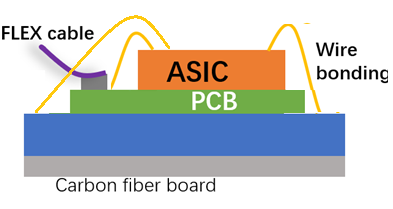 FLEX cable
Wire
bonding
ASIC
PCB
Carbon fiber board